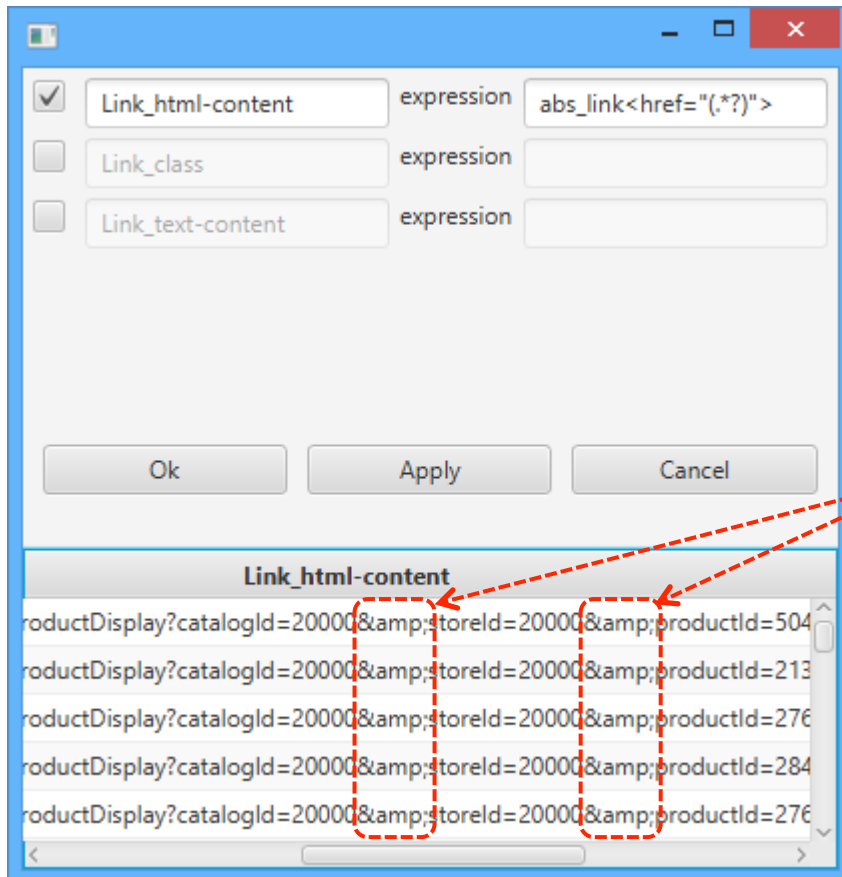 Link_html-content expression abs_link<href="(.*?)">
Link_class expression
Link_text-content expression
Ok Apply Cancel
Link_html-content
roductDisplay?catalogId=20000&amp;storeId=20000&amp;productId=504
roductDisplay?catalogId=20000&amp;storeId=20000&amp;productId=213
roductDisplay?catalogId=20000&amp;storeId=20000&amp;productId=276
roductDisplay?catalogId=20000&amp;storeId=20000&amp;productId=284
roductDisplay?catalogId=20000&amp;storeId=20000&amp;productId=276